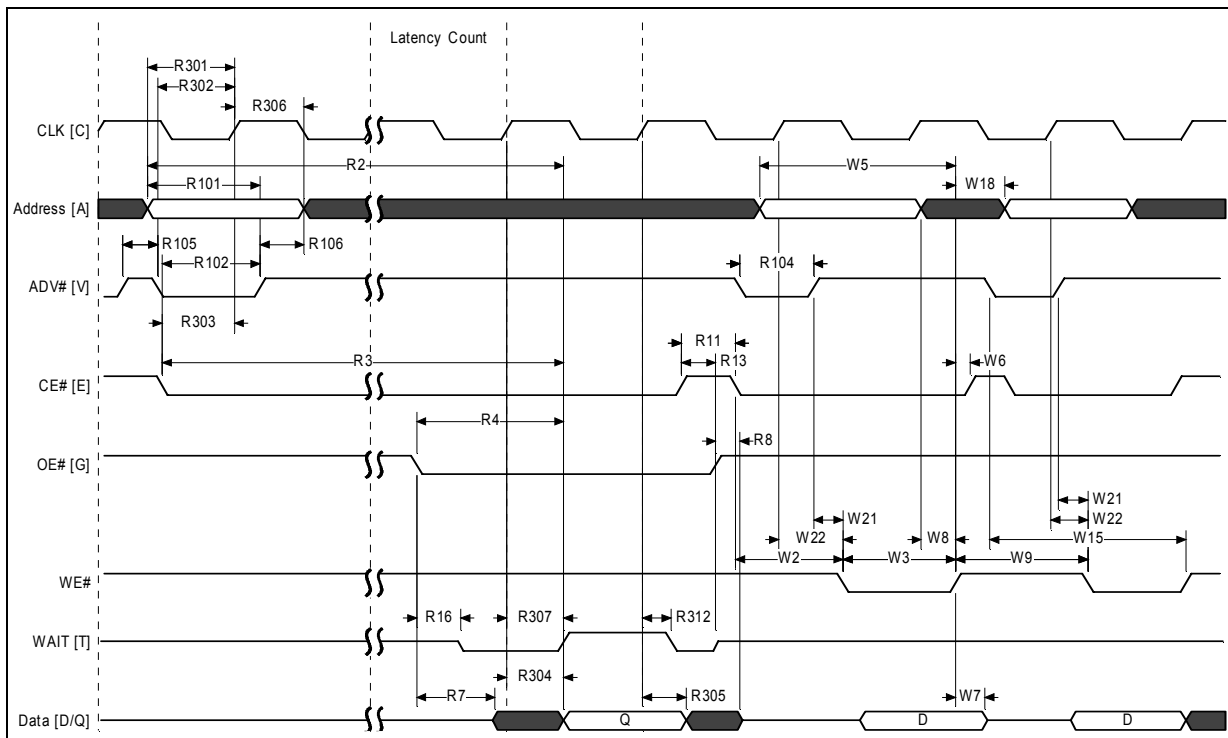 Latency Count
R301
R302
R306
CLK [C]
R2
W5
R101
W18
Address [A]
R105
R106
R102
R104
ADV# [V]
R303
R11
R3
R13
W6
CE# [E]
R4
R8
OE# [G]
W21
W21
W22
W22
W8
W15
W2
W3
W9
WE#
R16
R307
R312
WAIT [T]
R304
R7
R305
W7
Data [D/Q]
Q
D
D